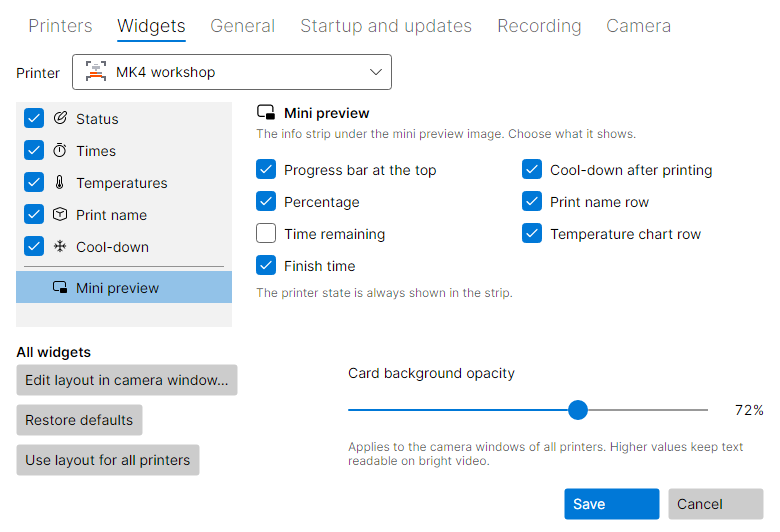 Printers Widgets General Startup and updates Recording Camera
Printer MK4 workshop
Status
Times
Temperatures
Print name
Cool-down
Mini preview
Mini preview
The info strip under the mini preview image. Choose what it shows.
Progress bar at the top
Percentage
Time remaining
Finish time
Cool-down after printing
Print name row
Temperature chart row
The printer state is always shown in the strip.
All widgets
Edit layout in camera window...
Restore defaults
Use layout for all printers
Card background opacity
72%
Applies to the camera windows of all printers. Higher values keep text
readable on bright video.
Save Cancel